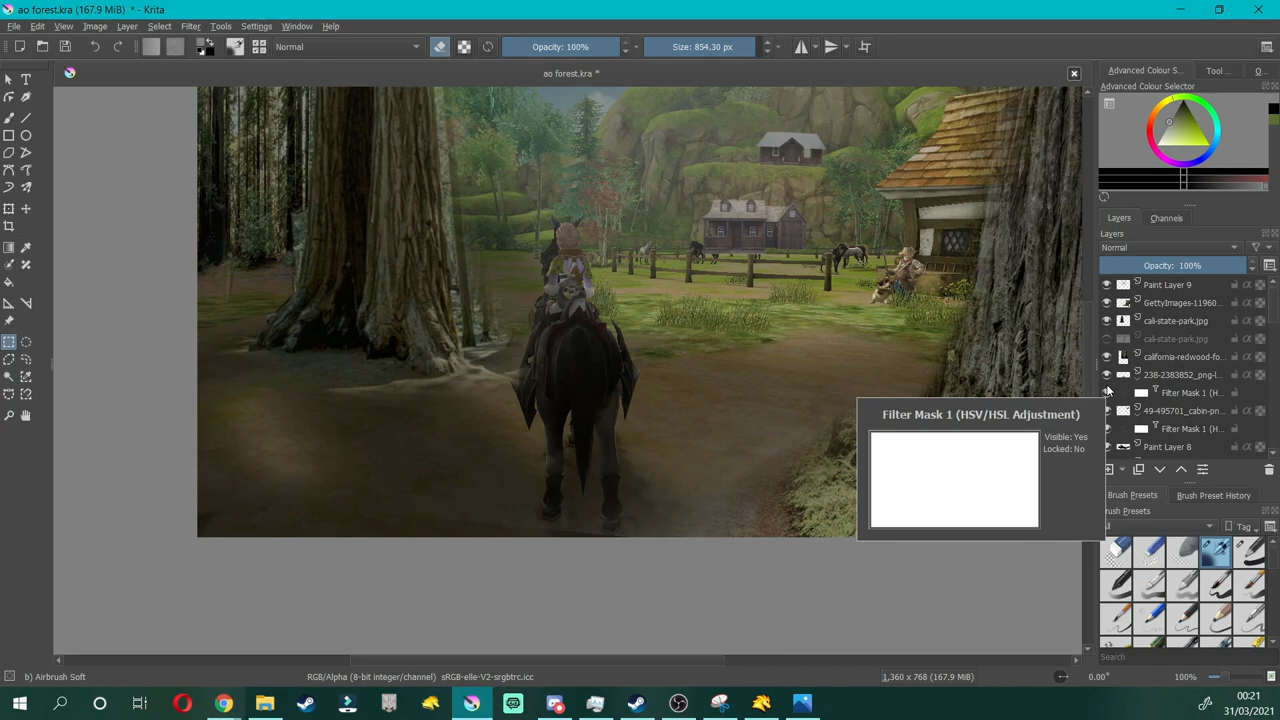 ao forest.kra (167.9 MiB) * - Krita
File Edit View Image Layer Select Filter Tools Settings Window Help
Normal
Opacity: 100%
Size: 854.30 px
ao forest.kra *
Advanced Colour S...
Tool ...
O...
Advanced Colour Selector
Layers
Channels
Layers
Normal
Opacity: 100%
Paint Layer 9
GettyImages-11960...
cali-state-park.jpg
cali-state-park.jpg
california-redwood-fo...
238-2383852_png-l...
Filter Mask 1 (H...
49-495701_cabin-pn...
Filter Mask 1 (H...
Paint Layer 8
Filter Mask 1 (HSV/HSL Adjustment)
Visible: Yes
Locked: No
Brush Presets
Brush Preset History
rush Presets
Tag
Search
b) Airbrush Soft
RGB/Alpha (8-bit integer/channel) sRGB-elle-V2-srgbtrc.icc
1,360 x 768 (167.9 MiB)
0.00°
100%
00:21
31/03/2021